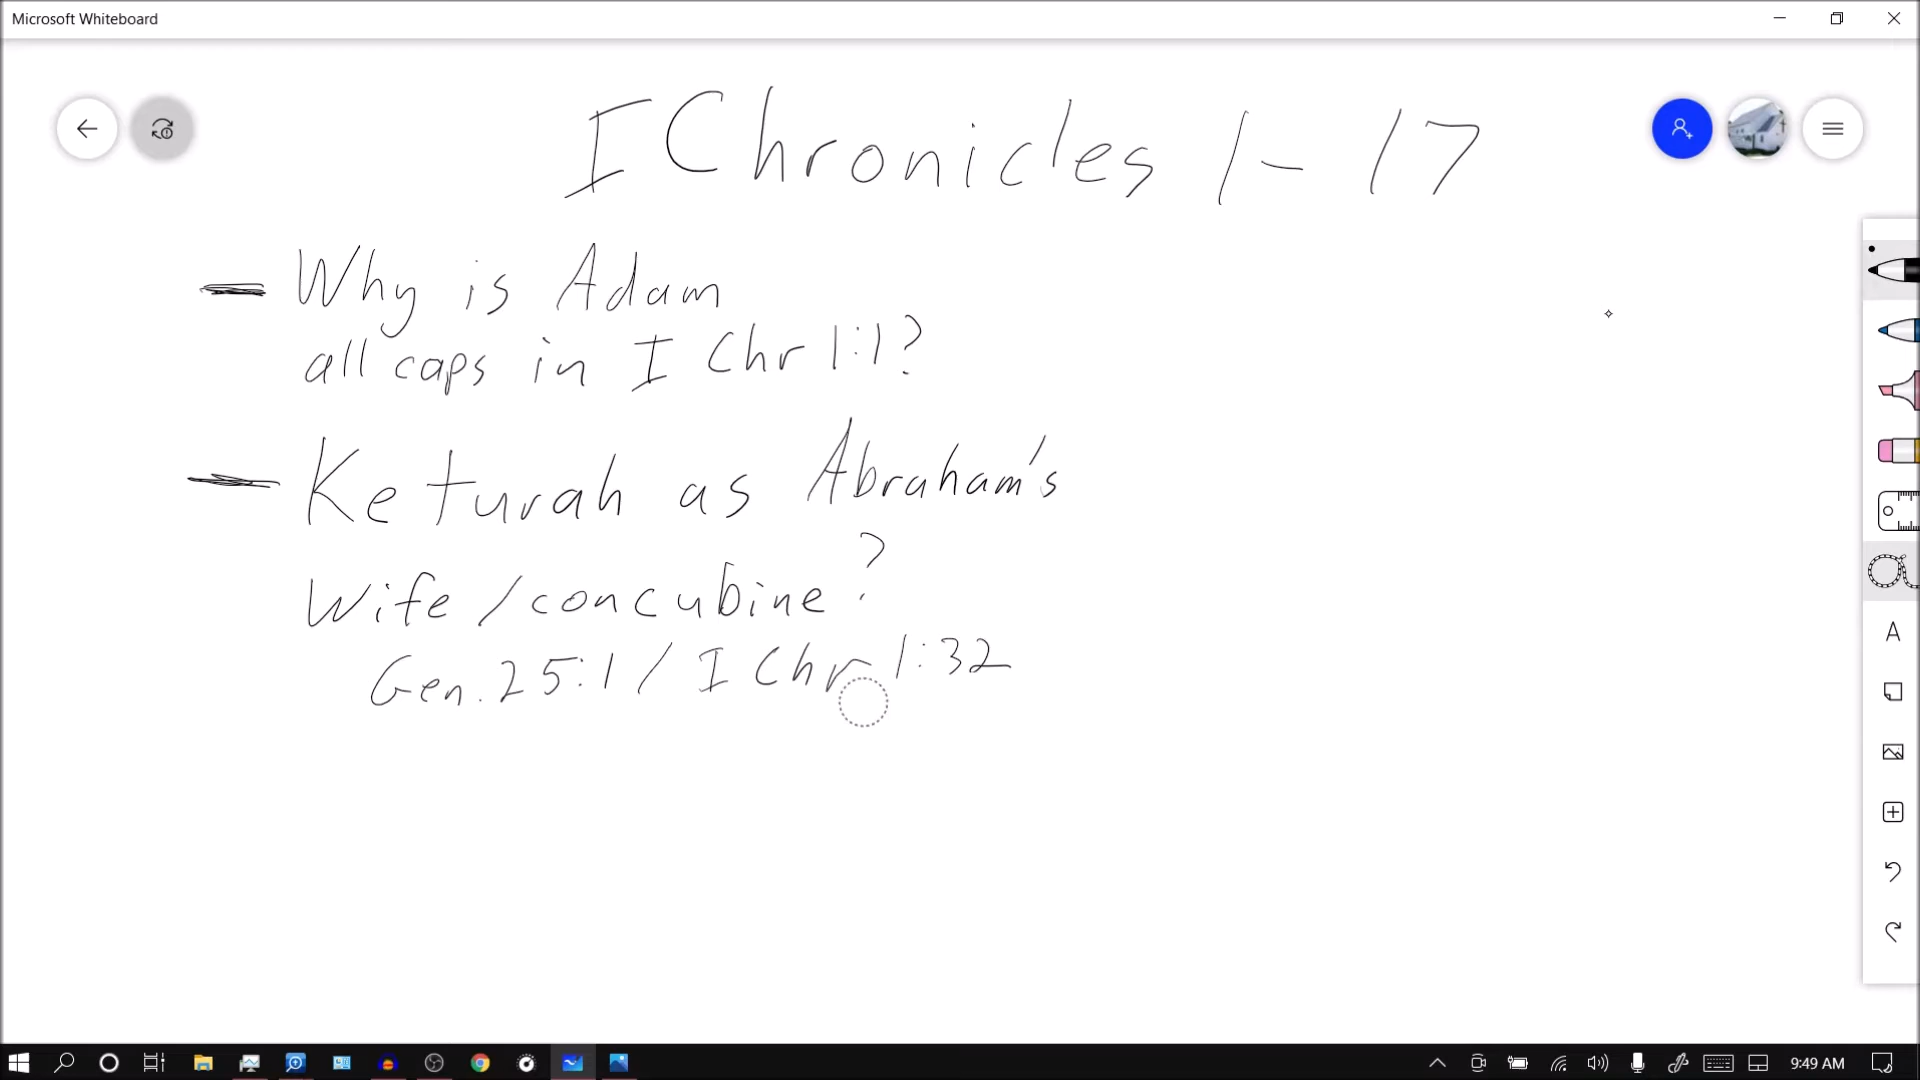 Microsoft Whiteboard
I Chronicles 1-17
- Why is Adam
all caps in I Chr 1:1?
- Keturah as Abraham's
Wife/concubine?
Gen. 25:1 / I Chr 1:32
A
9:49 AM